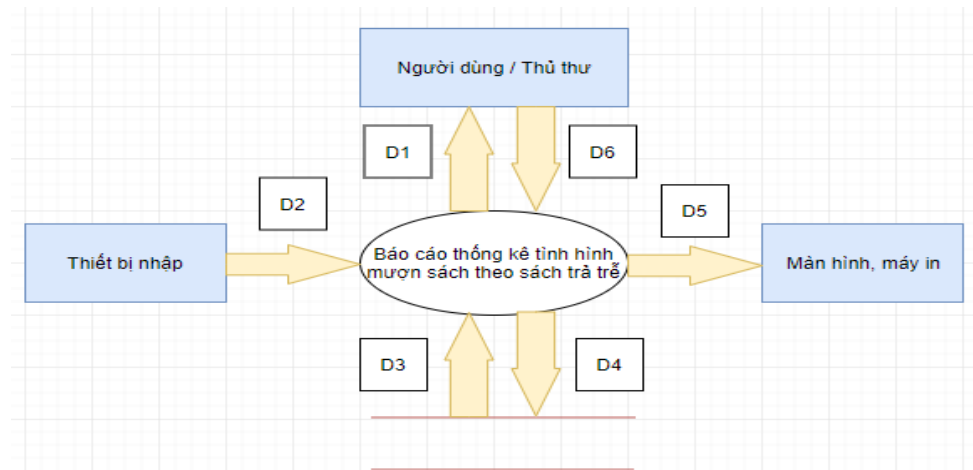 Người dùng / Thủ thư
D1
D6
D2
D5
Thiết bị nhập
Báo cáo thống kê tình hình
mượn sách theo sách trả trễ
Màn hình, máy in
D3
D4